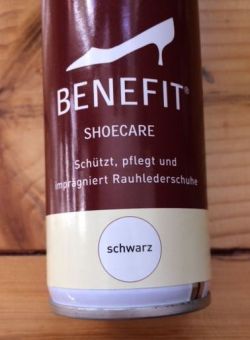 BENEFIT®
SHOECARE
Schützt, pflegt und
imprägniert Rauhlederschuhe
schwarz